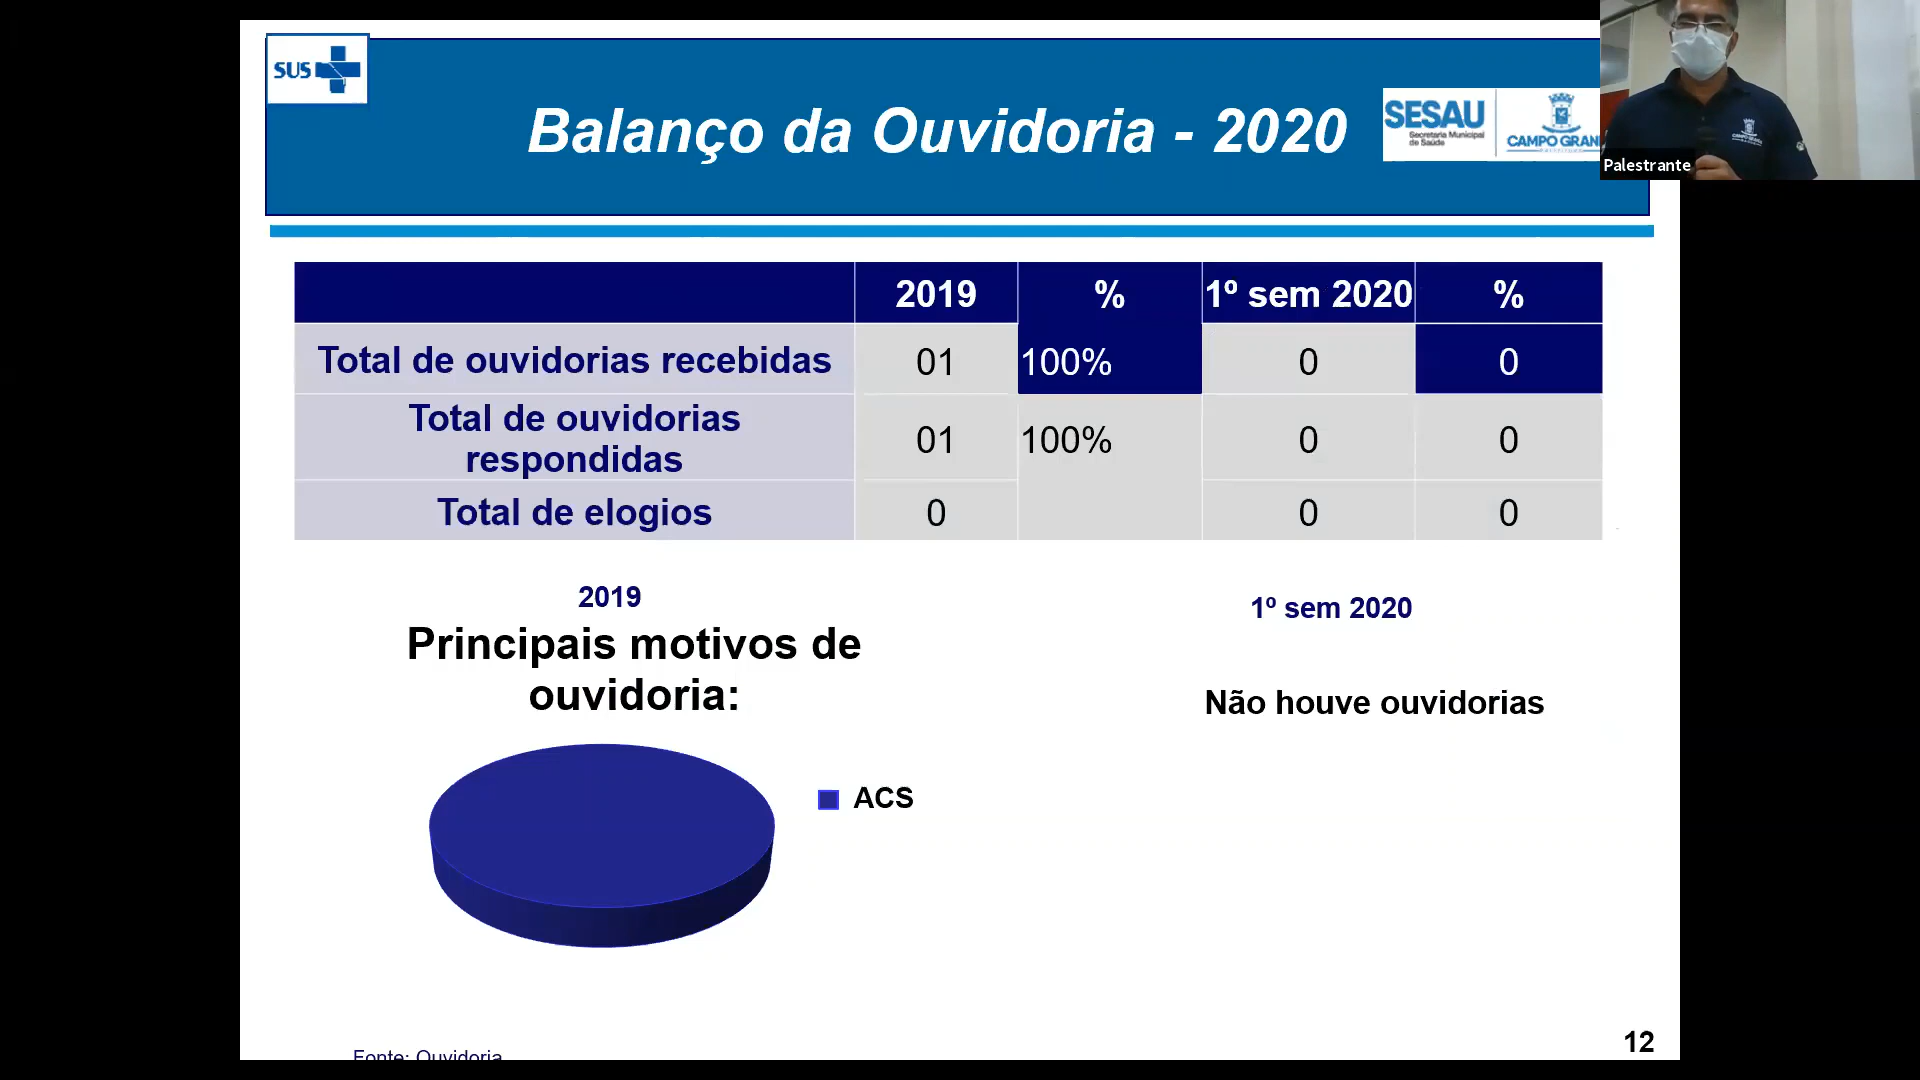 SUS
Balanço da Ouvidoria - 2020
SESAU
Secretaria Municipal
de Saúde
CAMPO GRAN
Palestrante
2019 % 1º sem 2020 %
Total de ouvidorias recebidas 01 100% 0 0
Total de ouvidorias
respondidas 01 100% 0 0
Total de elogios 0 0 0
2019
Principais motivos de
ouvidoria:
ACS
1º sem 2020
Não houve ouvidorias
Fonte: Ouvidoria
12